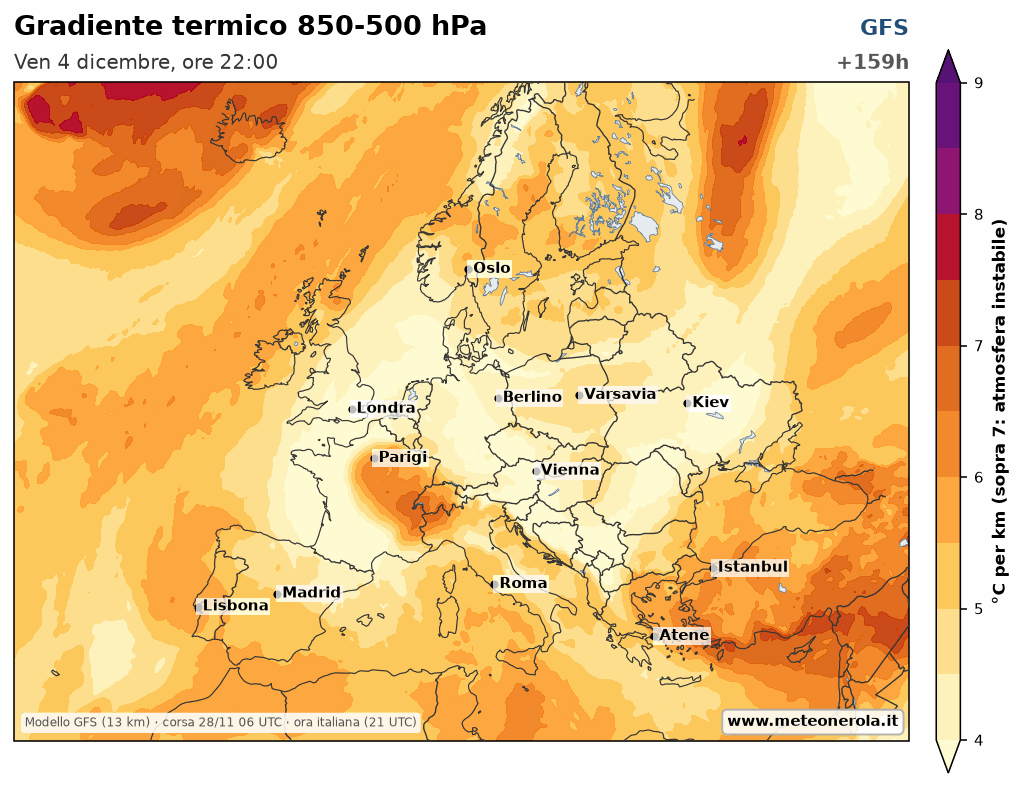 Gradiente termico 850-500 hPa
GFS
Ven 4 dicembre, ore 22:00
+159h
Oslo
Londra
Berlino
Varsavia
Kiev
Parigi
Vienna
Istanbul
Roma
Madrid
Lisbona
Atene
Modello GFS (13 km) · corsa 28/11 06 UTC · ora italiana (21 UTC)
www.meteonerola.it
9
8
7
6
5
4
°C per km (sopra 7: atmosfera instabile)